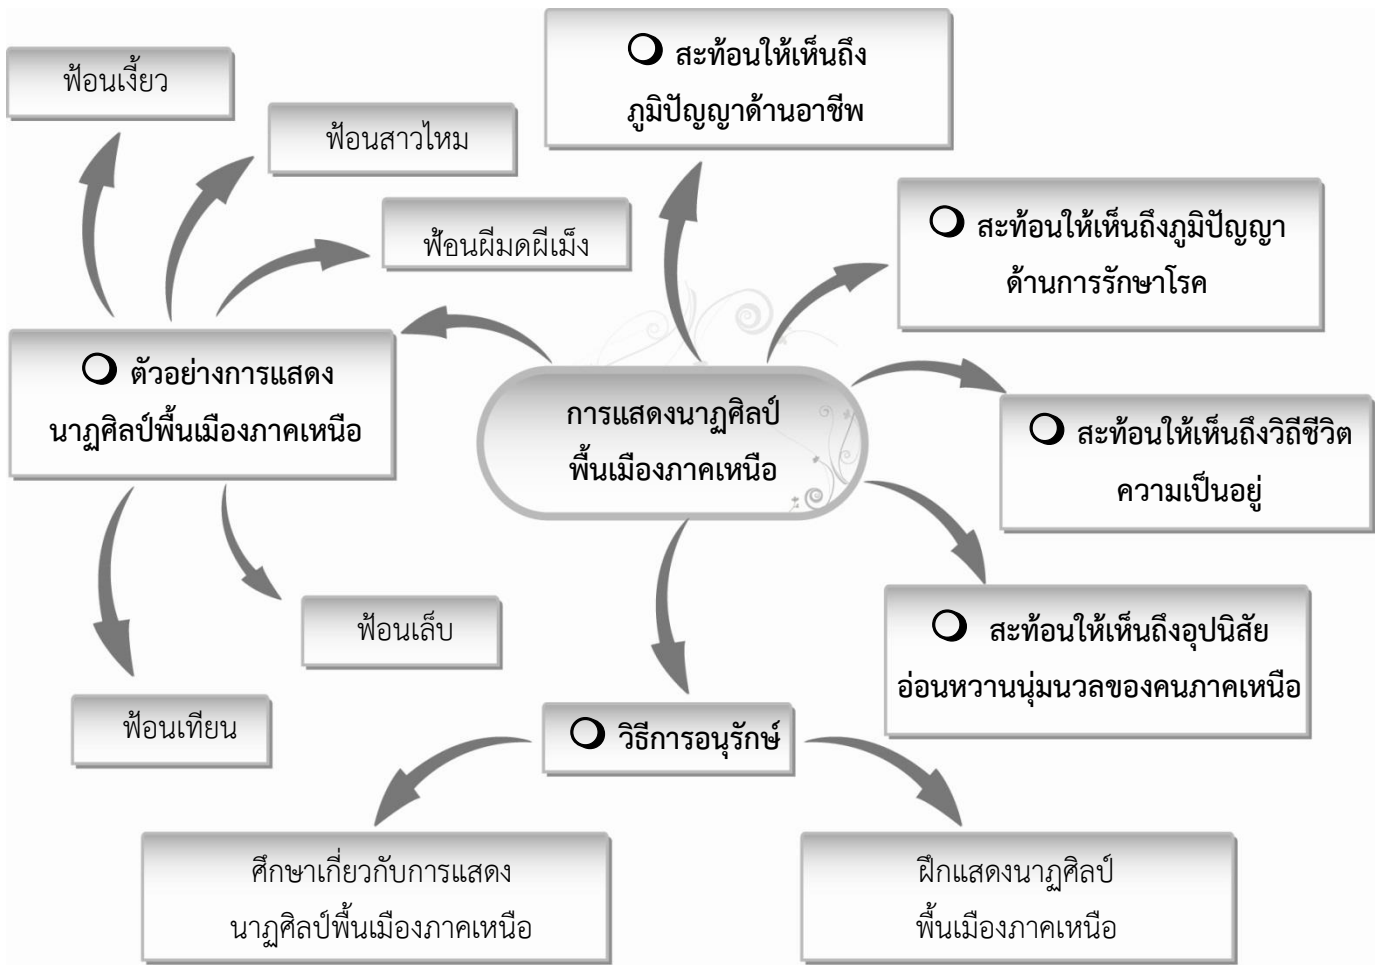 สะท้อนให้เห็นถึง
ภูมิปัญญาด้านอาชีพ
ฟ้อนเงี้ยว
ฟ้อนสาวไหม
ฟ้อนผีมดผีเม็ง
สะท้อนให้เห็นถึงภูมิปัญญา
ด้านการรักษาโรค
ตัวอย่างการแสดง
นาฏศิลป์พื้นเมืองภาคเหนือ
การแสดงนาฏศิลป์
พื้นเมืองภาคเหนือ
สะท้อนให้เห็นถึงวิถีชีวิต
ความเป็นอยู่
ฟ้อนเล็บ
สะท้อนให้เห็นถึงอุปนิสัย
อ่อนหวานนุ่มนวลของคนภาคเหนือ
ฟ้อนเทียน
วิธีการอนุรักษ์
ศึกษาเกี่ยวกับการแสดง
นาฏศิลป์พื้นเมืองภาคเหนือ
ฝึกแสดงนาฏศิลป์
พื้นเมืองภาคเหนือ